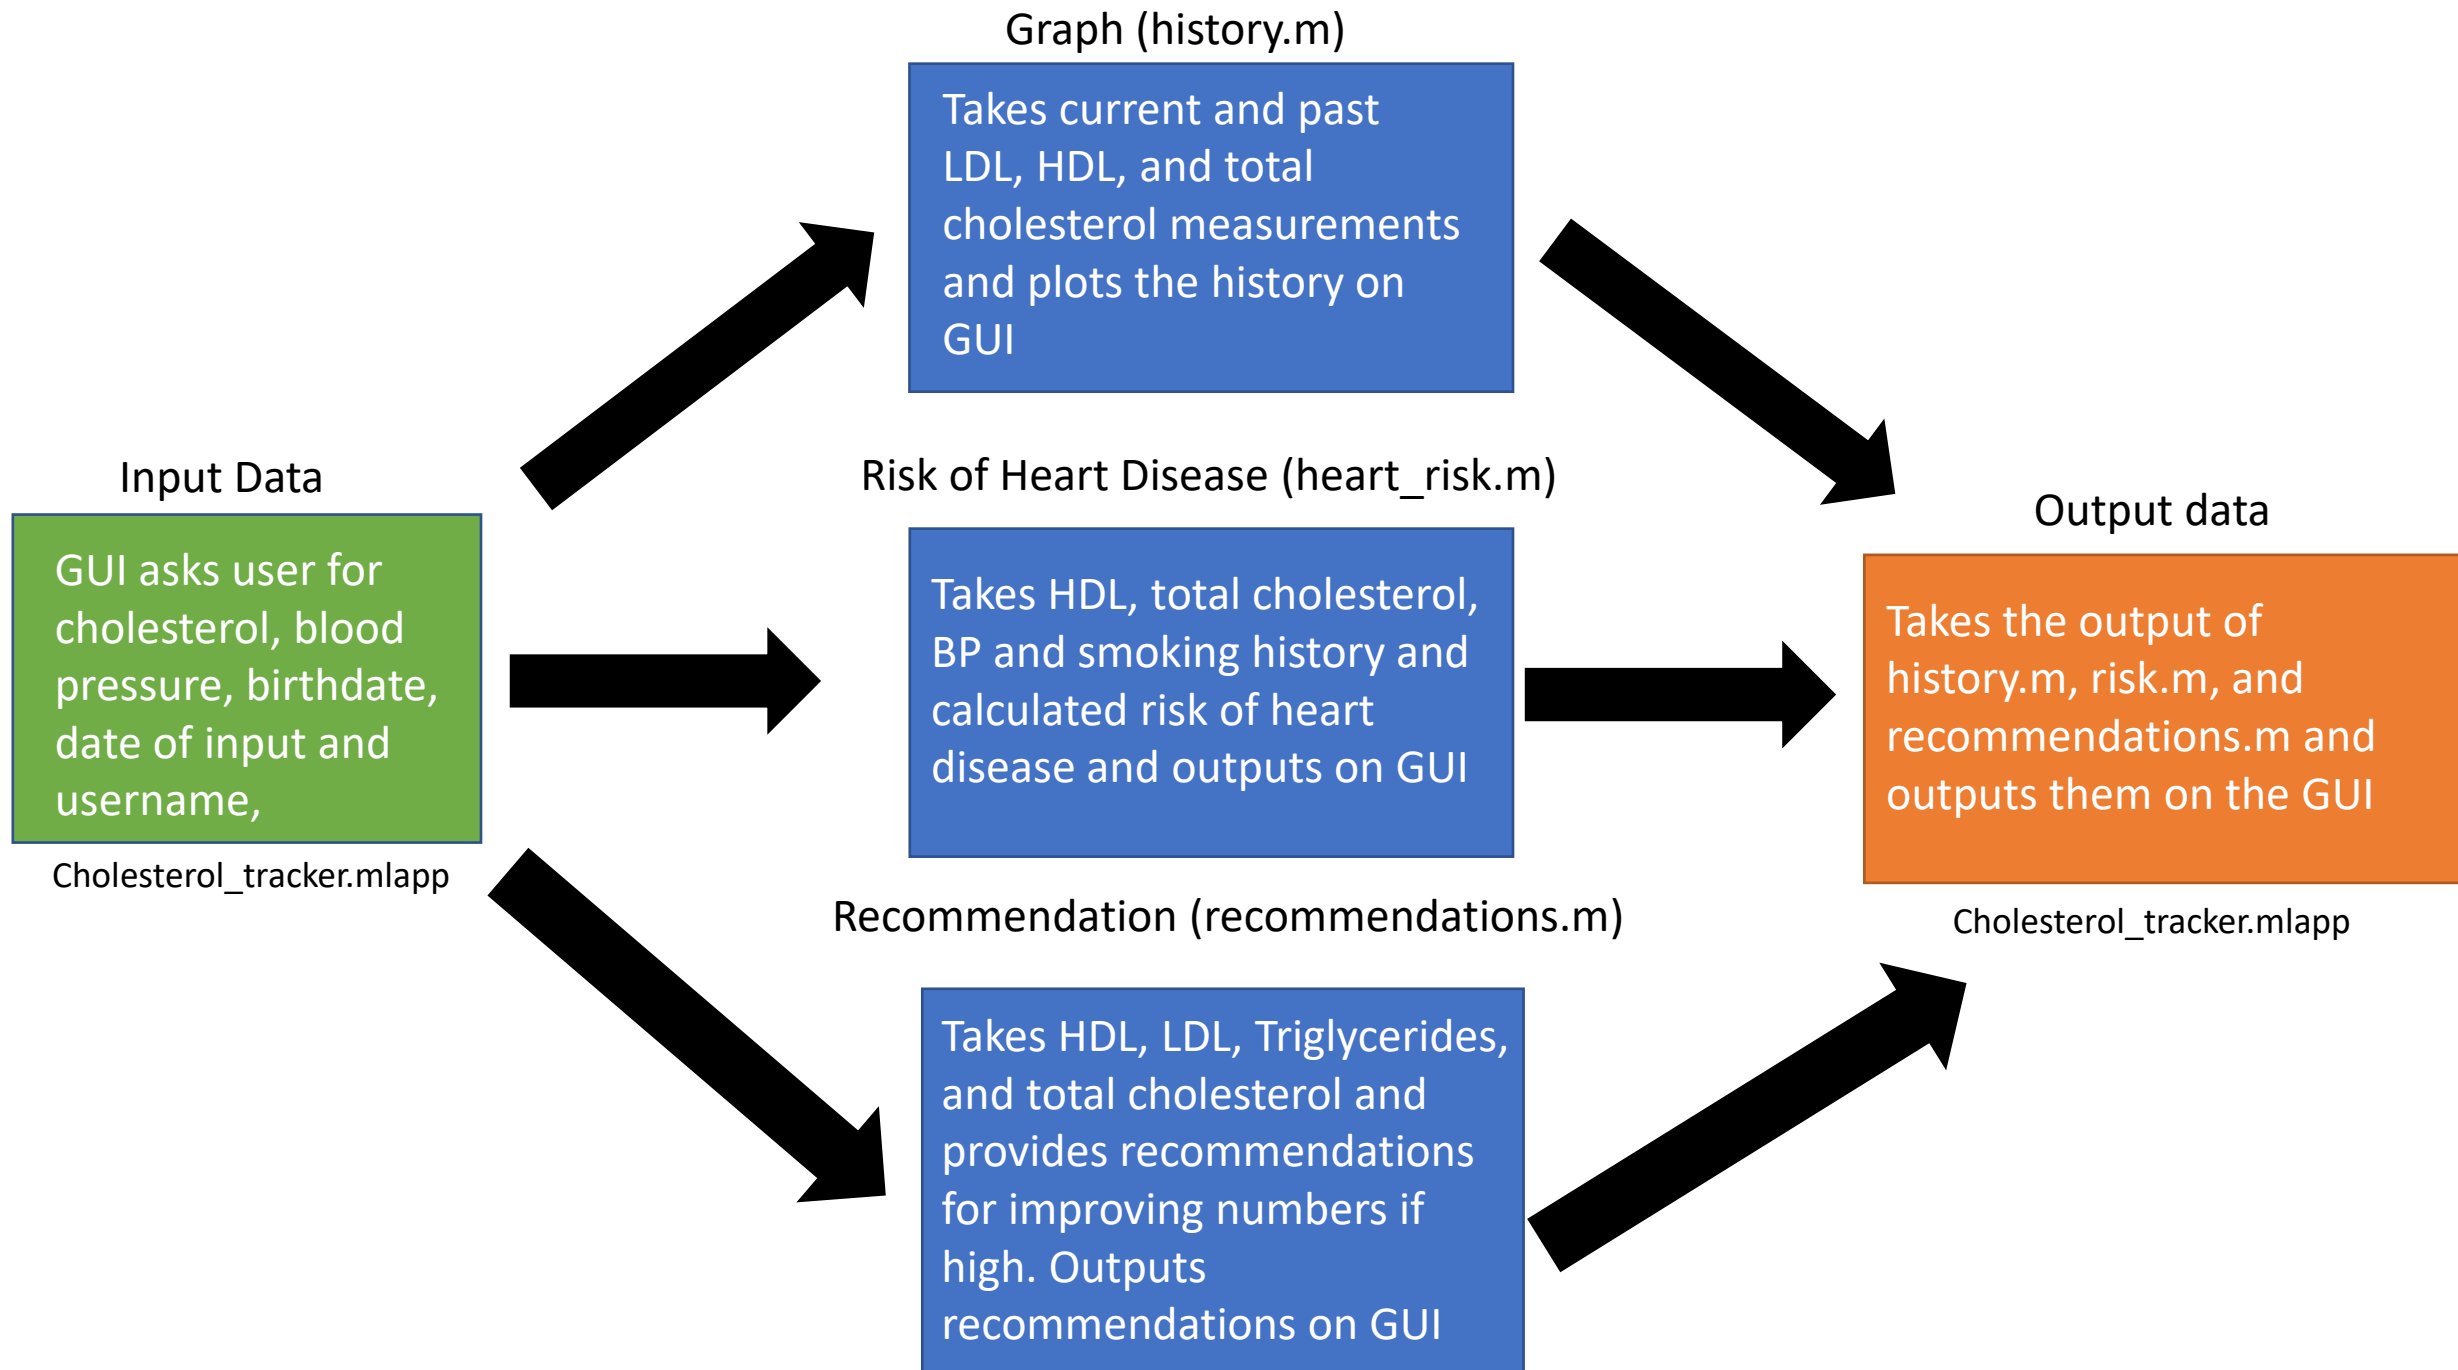 Graph (history.m)
Takes current and past
LDL, HDL, and total
cholesterol measurements
and plots the history on
GUI
Input Data
GUI asks user for
cholesterol, blood
pressure, birthdate,
date of input and
username,
Cholesterol_tracker.mlapp
Risk of Heart Disease (heart_risk.m)
Takes HDL, total cholesterol,
BP and smoking history and
calculated risk of heart
disease and outputs on GUI
Recommendation (recommendations.m)
Takes HDL, LDL, Triglycerides,
and total cholesterol and
provides recommendations
for improving numbers if
high. Outputs
recommendations on GUI
Output data
Takes the output of
history.m, risk.m, and
recommendations.m and
outputs them on the GUI
Cholesterol_tracker.mlapp